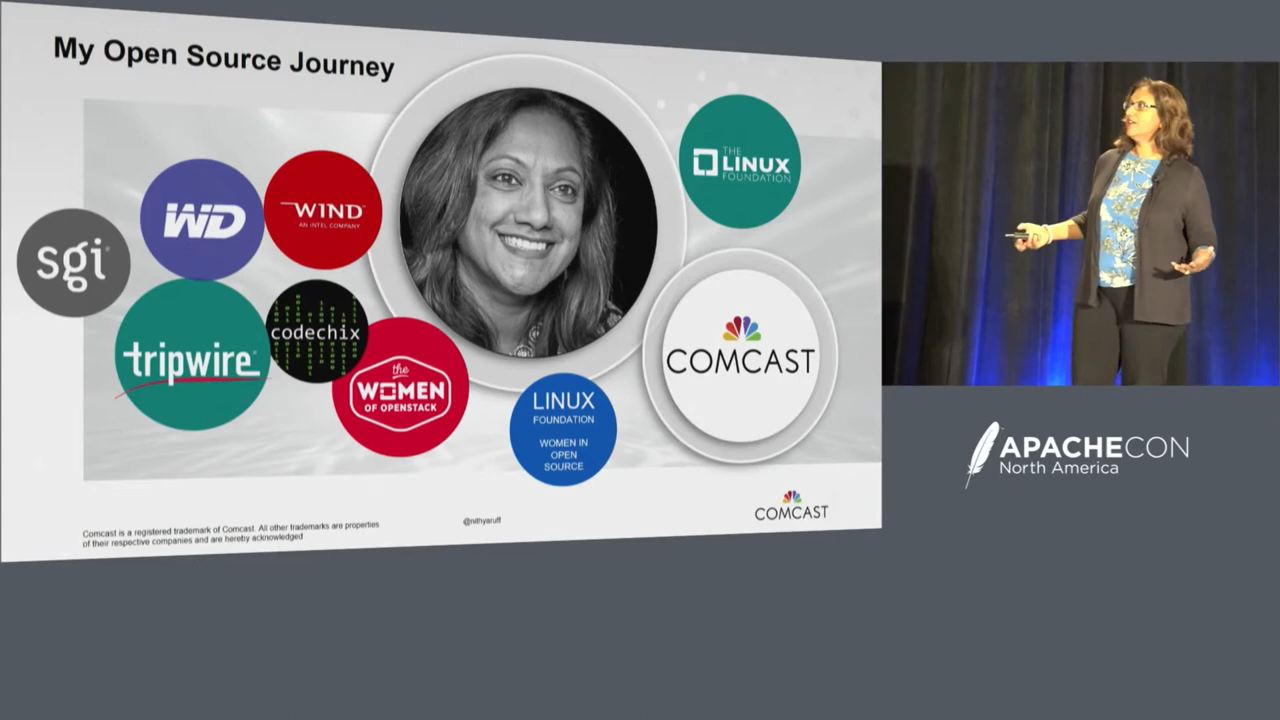 My Open Source Journey
THE
LINUX
FOUNDATION
WD
WIND
AN INTEL COMPANY
sgi
codechix
tripwire
the
WOMEN
OF OPENSTACK
LINUX
FOUNDATION
WOMEN IN
OPEN
SOURCE
COMCAST
COMCAST
Comcast is a registered trademark of Comcast. All other trademarks are properties
of their respective companies and are hereby acknowledged
@nithyaruff
APACHECON
North America